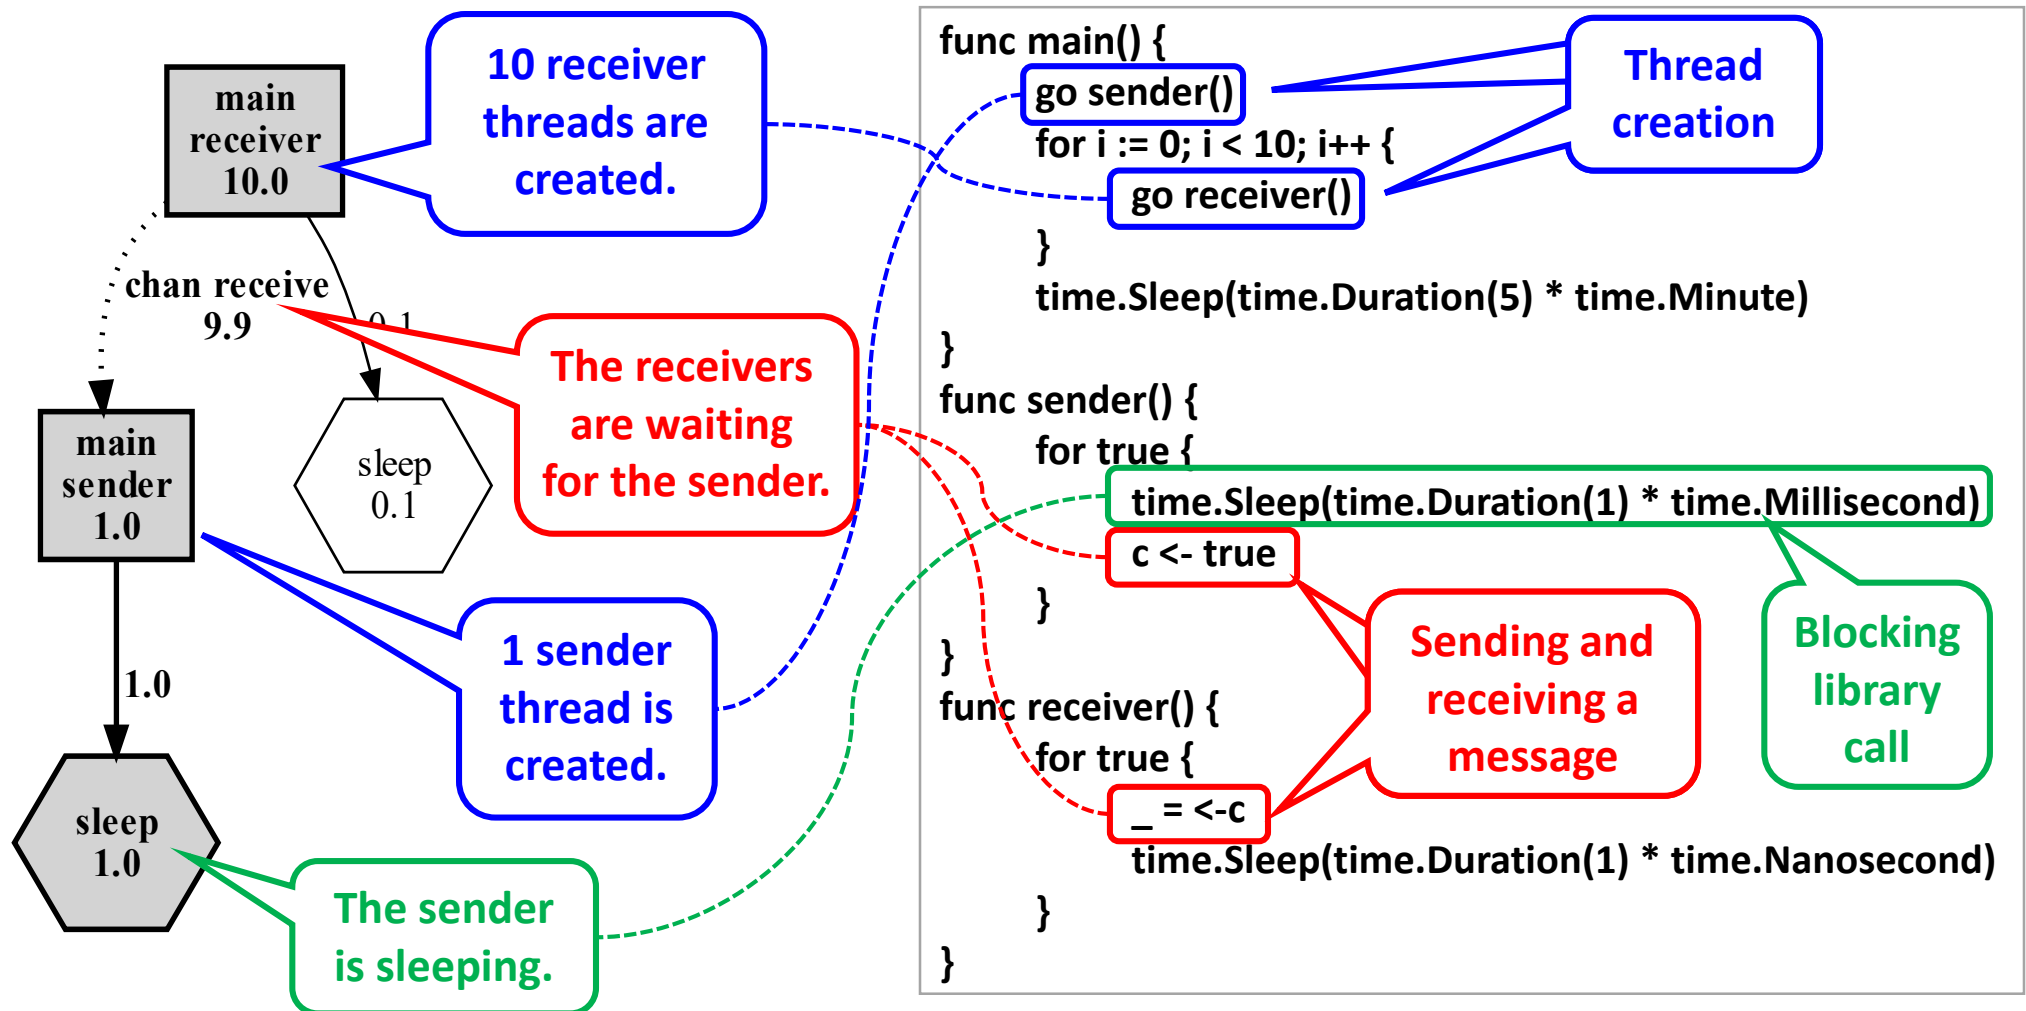 main
receiver
10.0
10 receiver
threads are
created.
chan receive
9.9
0.1
The receivers
are waiting
for the sender.
main
sender
1.0
sleep
0.1
1 sender
thread is
created.
1.0
sleep
1.0
The sender
is sleeping.
func main() {
go sender()
for i := 0; i < 10; i++ {
go receiver()
}
time.Sleep(time.Duration(5) * time.Minute)
}
func sender() {
for true {
time.Sleep(time.Duration(1) * time.Millisecond)
c <- true
}
}
func receiver() {
for true {
_ = <-c
time.Sleep(time.Duration(1) * time.Nanosecond)
}
}
Thread
creation
Sending and
receiving a
message
Blocking
library
call